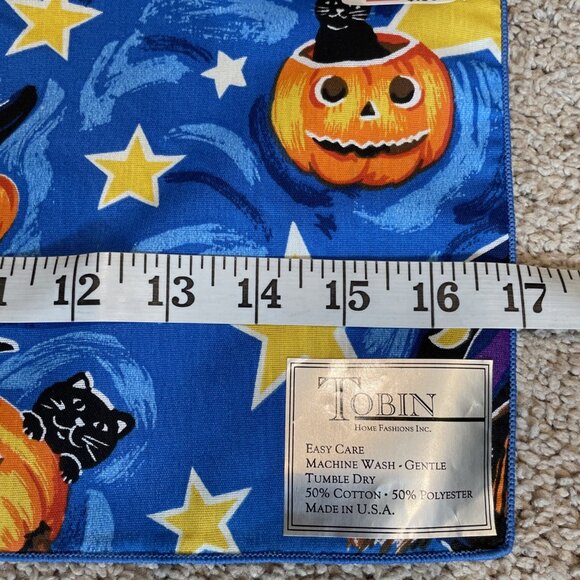 1 12 13 14 15 16 17
TOBIN
HOME FASHIONS INC.
EASY CARE
MACHINE WASH - GENTLE
TUMBLE DRY
50% COTTON • 50% POLYESTER
MADE IN U.S.A.